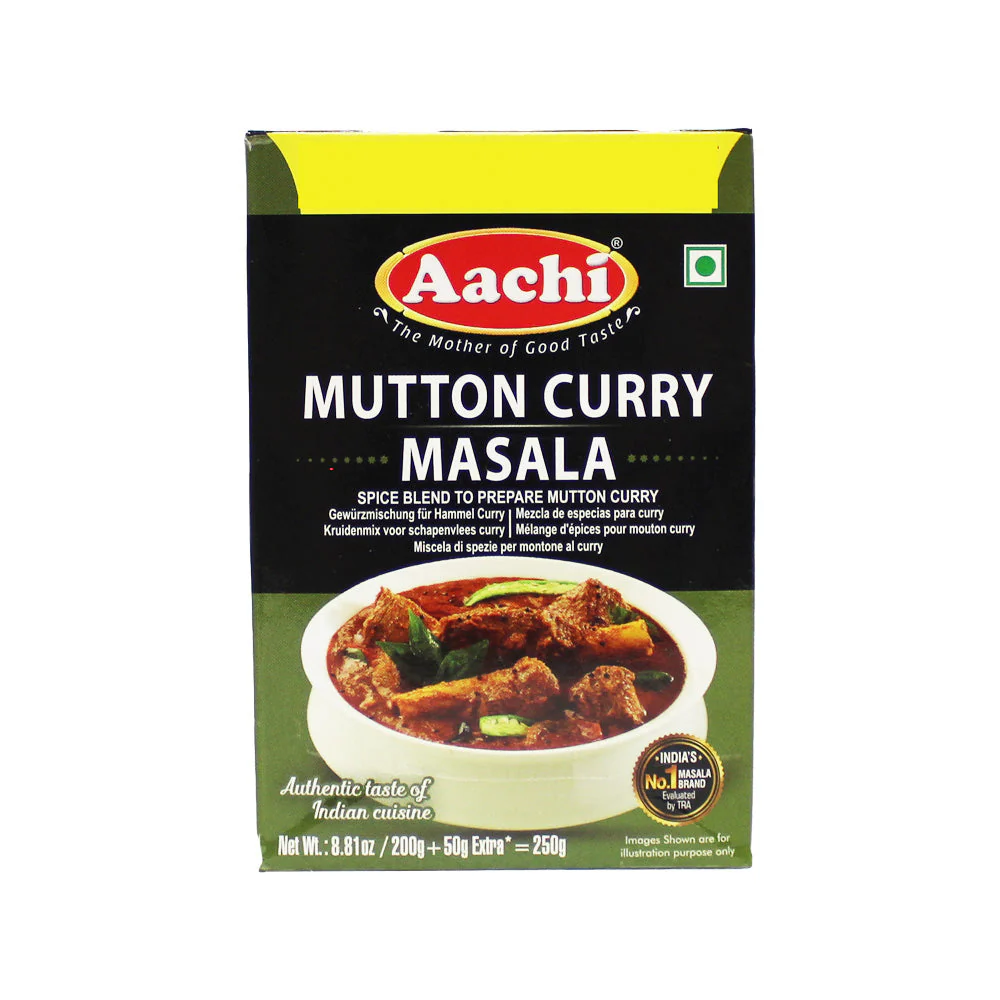 Aachi®
The Mother of Good Taste
MUTTON CURRY
MASALA
SPICE BLEND TO PREPARE MUTTON CURRY
Gewürzmischung für Hammel Curry | Mezcla de especias para curry
Kruidenmix voor schapenvlees curry | Mélange d'épices pour mouton curry
Miscela di spezie per montone al curry
INDIA'S
No.1 MASALA BRAND
Evaluated
by TRA
Authentic taste of
Indian cuisine
Net Wt.: 8.81oz / 200g + 50g Extra* = 250g
Images Shown are for
illustration purpose only